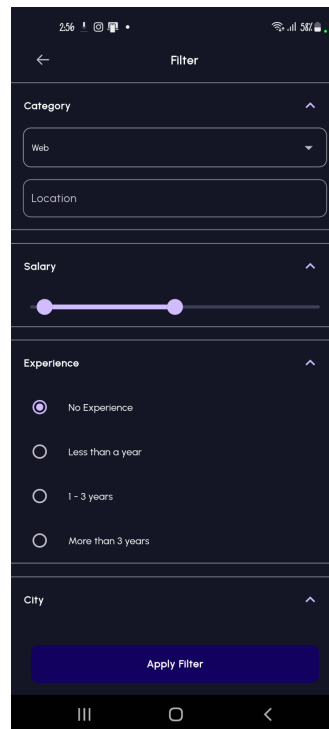 2:56
58%
Filter
Category
Web
Location
Salary
Experience
No Experience
Less than a year
1 - 3 years
More than 3 years
City
Apply Filter